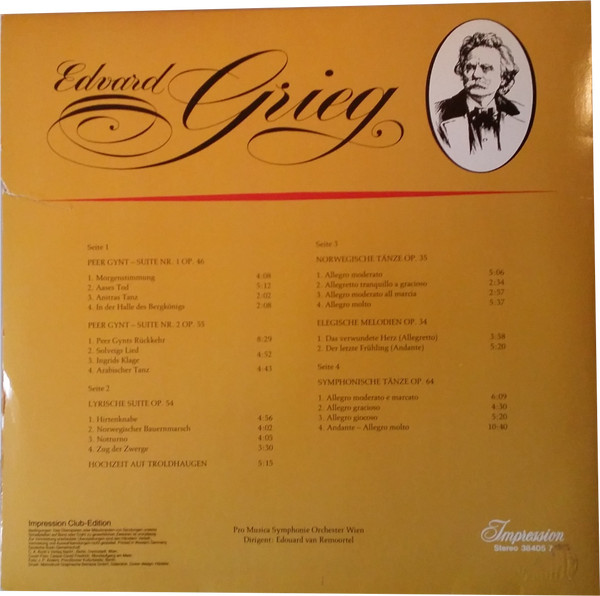 Edvard Grieg
Seite 1
PEER GYNT – SUITE NR. 1 OP. 46
1. Morgenstimmung 4:08
2. Aases Tod 5:12
3. Anitras Tanz 2:02
4. In der Halle des Bergkönigs 2:08
PEER GYNT – SUITE NR. 2 OP. 55
1. Peer Gynts Rückkehr 8:29
2. Solveigs Lied
3. Ingrids Klage 4:52
4. Arabischer Tanz 4:43
Seite 2
LYRISCHE SUITE OP. 54
1. Hirtenknabe 4:56
2. Norwegischer Bauernmarsch 4:02
3. Notturno 4:05
4. Zug der Zwerge 3:30
HOCHZEIT AUF TROLDHAUGEN 5:15
Seite 3
NORWEGISCHE TÄNZE OP. 35
1. Allegro moderato 5:06
2. Allegretto tranquillo a gracioso 2:34
3. Allegro moderato all marcia 2:57
4. Allegro molto 5:37
ELEGISCHE MELODIEN OP. 34
1. Das verwundete Herz (Allegretto) 3:58
2. Der letzte Frühling (Andante) 5:20
Seite 4
SYMPHONISCHE TÄNZE OP. 64
1. Allegro moderato e marcato 6:09
2. Allegro gracioso 4:30
3. Allegro giocoso 5:20
4. Andante – Allegro molto 10:40
Impression Club-Edition
Pro Musica Symphonie Orchester Wien
Dirigent: Edouard van Remoortel
Impression
Stereo 38405 7